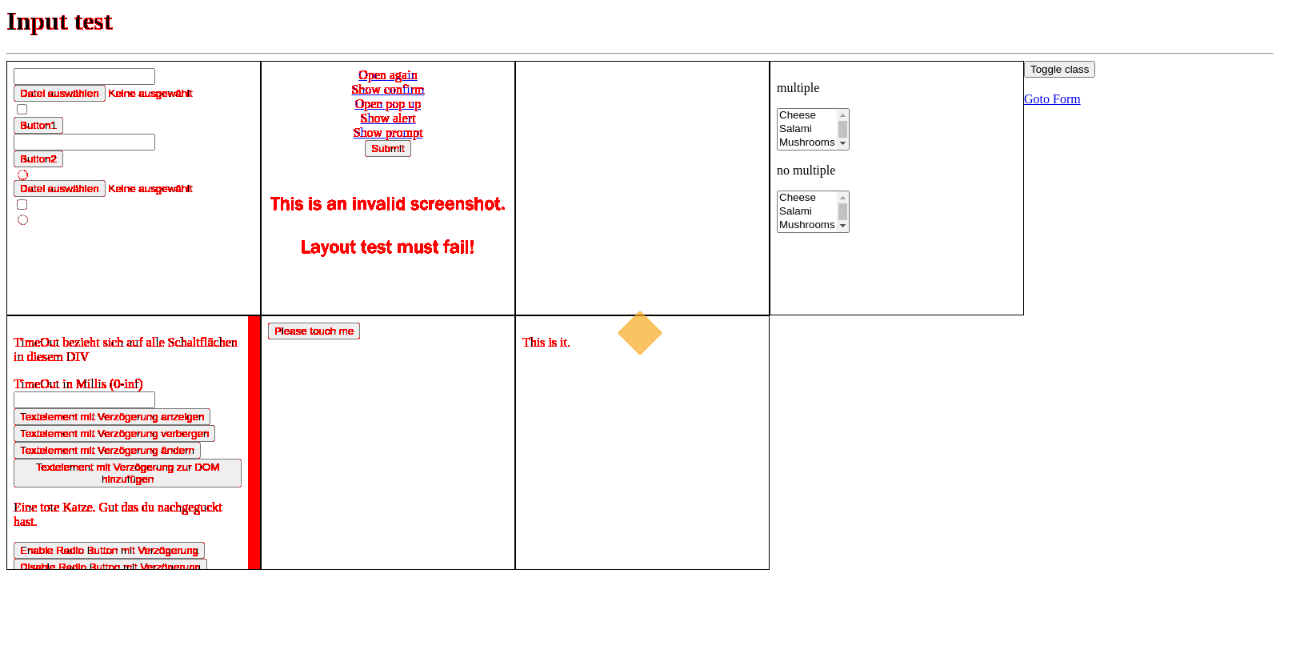 Input test
Datei auswählen Keine ausgewählt
Button1
Button2
Datei auswählen Keine ausgewählt
Open again
Show confirm
Open pop up
Show alert
Show prompt
Submit
This is an invalid screenshot.
Layout test must fail!
multiple
Cheese
Salami
Mushrooms
no multiple
Cheese
Salami
Mushrooms
Toggle class
Goto Form
TimeOut bezieht sich auf alle Schaltflächen
in diesem DIV
TimeOut in Millis (0-inf)
Textelement mit Verzögerung anzeigen
Textelement mit Verzögerung verbergen
Textelement mit Verzögerung ändern
Textelement mit Verzögerung zur DOM
hinzufügen
Eine tote Katze. Gut das du nachgeguckt
hast.
Enable Radio Button mit Verzögerung
Disable Radio Button mit Verzögerung
Please touch me
This is it.